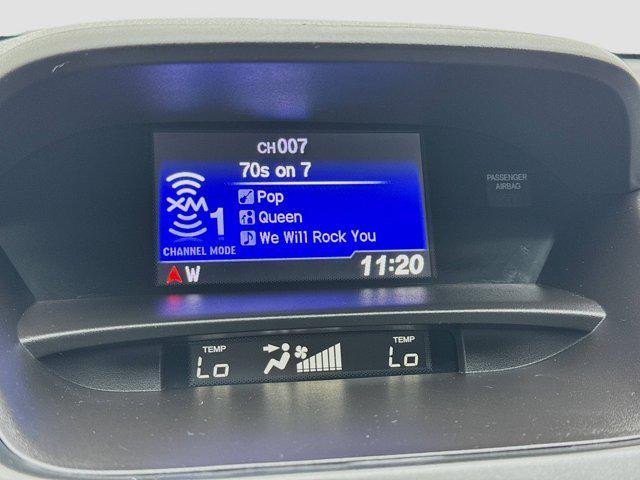 CH007
70s on 7
XM
1
Pop
Queen
We Will Rock You
CHANNEL MODE
W
11:20
PASSENGER
AIRBAG
TEMP
Lo
TEMP
Lo